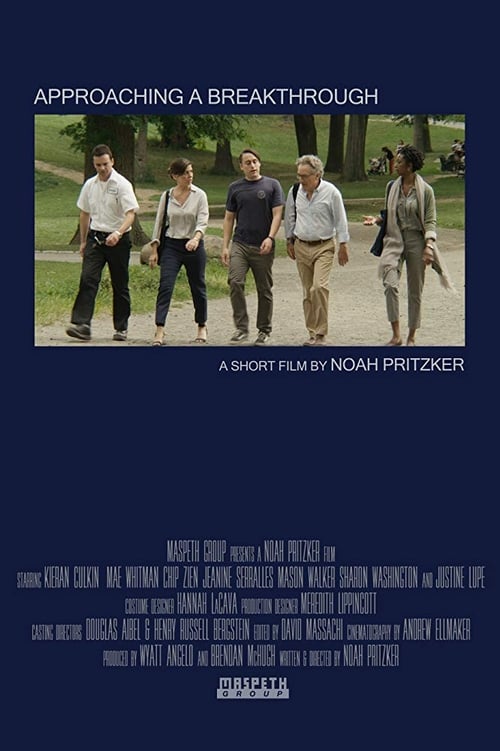 APPROACHING A BREAKTHROUGH
A SHORT FILM BY NOAH PRITZKER
MASPETH GROUP PRESENTS A NOAH PRITZKER FILM
STARRING KIERAN CULKIN MAE WHITMAN CHIP ZIEN JEANINE SERRALLES MASON WALKER SHARON WASHINGTON AND JUSTINE LUPE
COSTUME DESIGNER HANNAH LACAVA PRODUCTION DESIGNER MEREDITH LIPPINCOTT
CASTING DIRECTORS DOUGLAS AIBEL & HENRY RUSSELL BERGSTEIN EDITED BY DAVID MASSACHI CINEMATOGRAPHY BY ANDREW ELLMAKER
PRODUCED BY WYATT ANGELO AND BRENDAN McHUGH WRITTEN & DIRECTED BY NOAH PRITZKER
MASPETH
GROUP